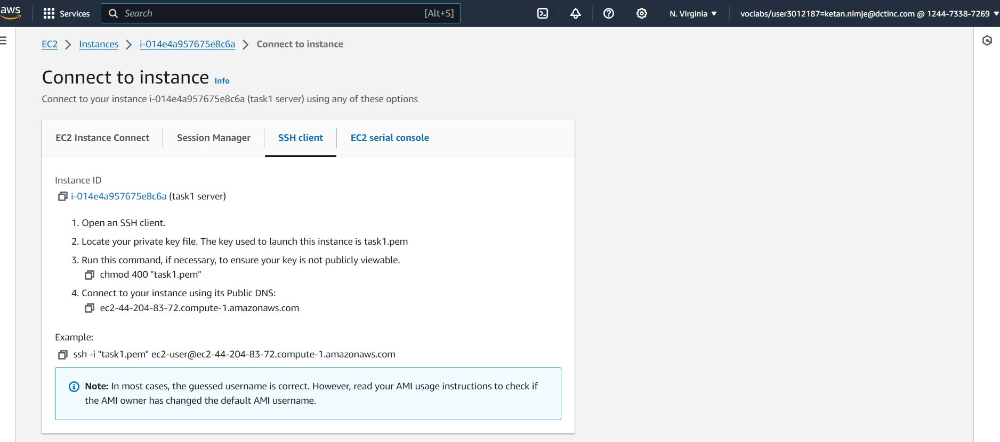 aws
Services
Search
[Alt+S]
N. Virginia
voclabs/user3012187=ketan.nimje@dctinc.com @ 1244-7338-7269
EC2
Instances
i-014e4a957675e8c6a
Connect to instance
Connect to instance Info
Connect to your instance i-014e4a957675e8c6a (task1 server) using any of these options
EC2 Instance Connect
Session Manager
SSH client
EC2 serial console
Instance ID
i-014e4a957675e8c6a (task1 server)
1. Open an SSH client.
2. Locate your private key file. The key used to launch this instance is task1.pem
3. Run this command, if necessary, to ensure your key is not publicly viewable.
chmod 400 "task1.pem"
4. Connect to your instance using its Public DNS:
ec2-44-204-83-72.compute-1.amazonaws.com
Example:
ssh -i "task1.pem" ec2-user@ec2-44-204-83-72.compute-1.amazonaws.com
Note: In most cases, the guessed username is correct. However, read your AMI usage instructions to check if
the AMI owner has changed the default AMI username.